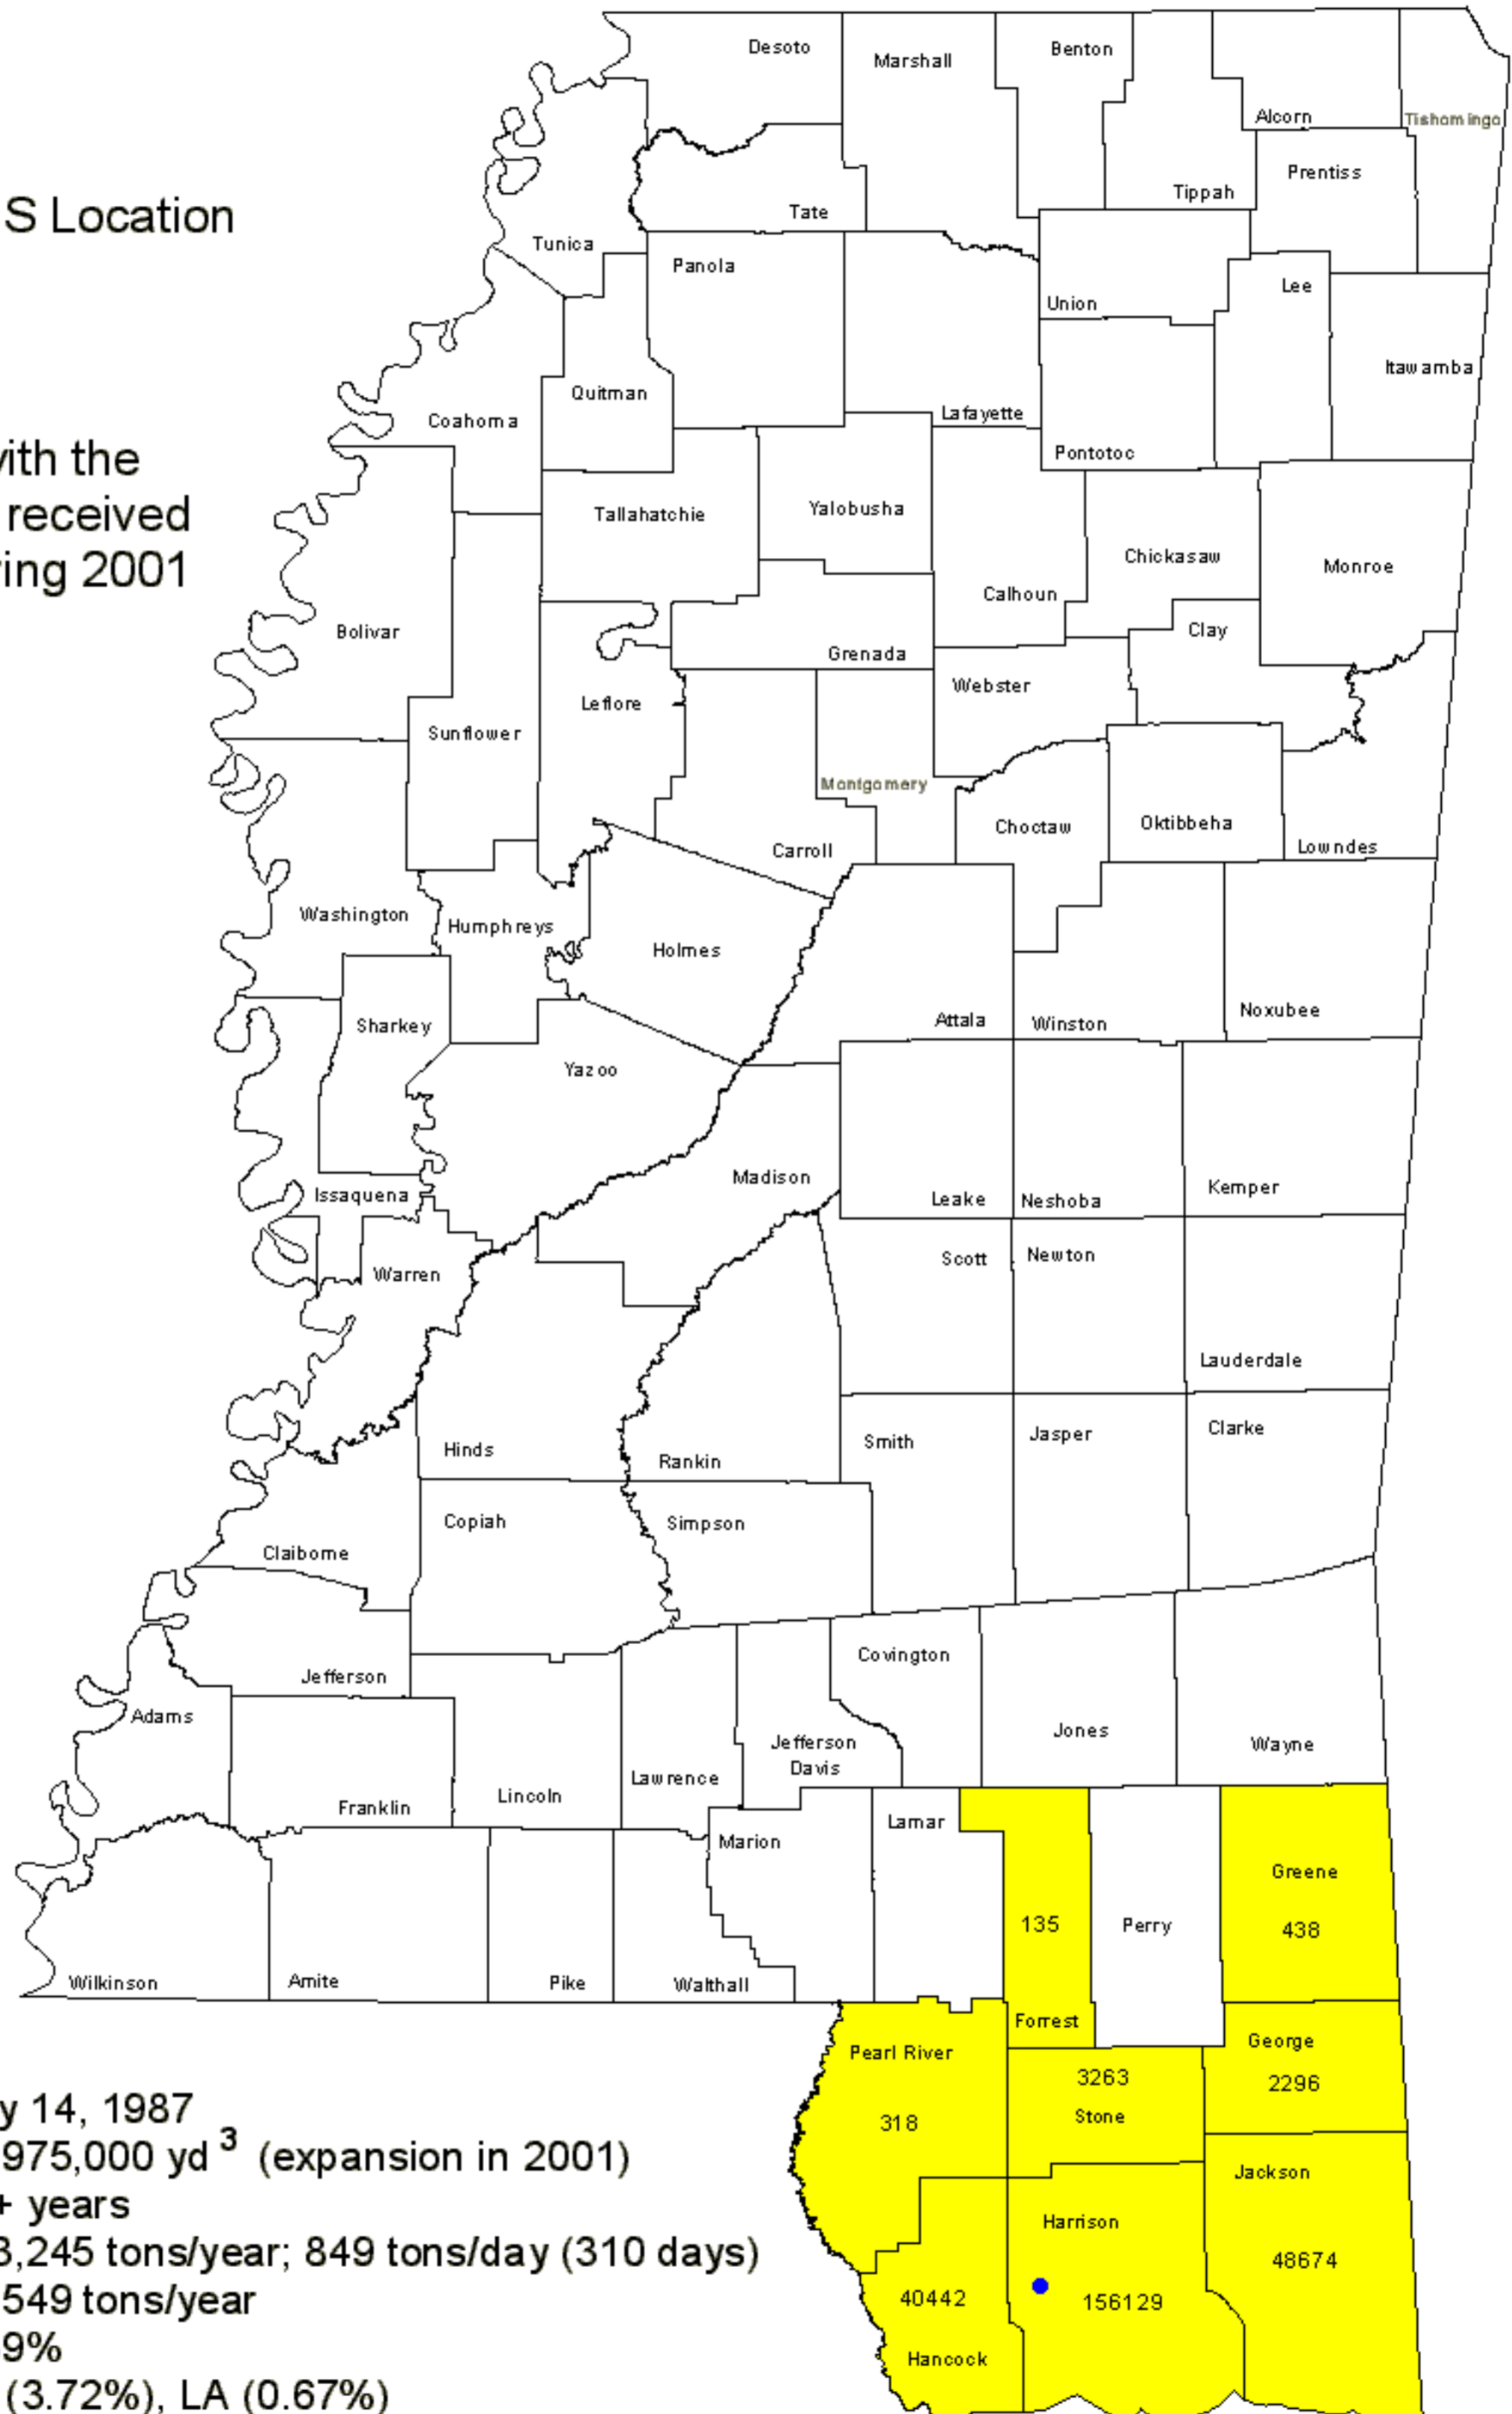 Desoto
Marshall
Benton
Alcorn
Tishomingo
Prentiss
Tippah
Tate
S Location
Tunica
Panola
Lee
Union
Itawamba
Quitman
Coahoma
Lafayette
Pontotoc
ith the
received
ing 2001
Tallahatchie
Yalobusha
Chickasaw
Monroe
Calhoun
Clay
Bolivar
Grenada
Webster
Leflore
Sunflower
Montgomery
Choctaw
Oktibbeha
Lowndes
Carroll
Washington
Humphreys
Holmes
Noxubee
Sharkey
Attala
Winston
Yazoo
Madison
Kemper
Issaquena
Leake
Neshoba
Scott
Newton
Warren
Lauderdale
Clarke
Jasper
Smith
Hinds
Rankin
Copiah
Simpson
Claiborne
Covington
Jefferson
Adams
Jones
Wayne
Jefferson
Davis
Lawrence
Lincoln
Franklin
Lamar
Marion
Greene
135
Perry
438
Wilkinson
Amite
Pike
Walthall
Forrest
George
Pearl River
3263
2296
Stone
318
Jackson
Harrison
48674
40442
156129
Hancock
y 14, 1987
975,000 yd 3 (expansion in 2001)
+ years
3,245 tons/year; 849 tons/day (310 days)
549 tons/year
9%
(3.72%), LA (0.67%)